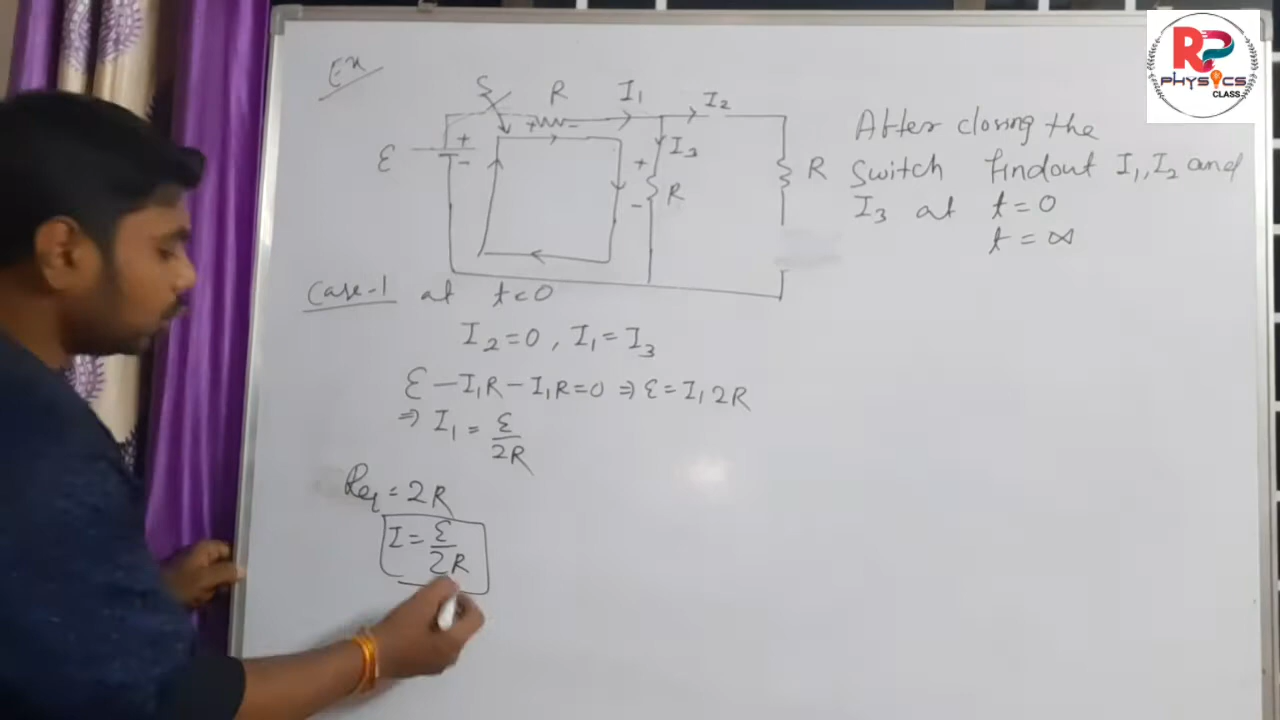 RP
PHYSICS
CLASS
Ex
S R I₁ I₂
+ - 
ε + - + I₃ R
- R
After closing the
switch findout I₁, I₂ and
I₃ at t = 0
t = ∞
Case-1 at t=0
I₂ = 0, I₁ = I₃
ε - I₁R - I₁R = 0 ⇒ ε = I₁ 2R
⇒ I₁ = ε/2R
Req = 2R
I = ε/2R